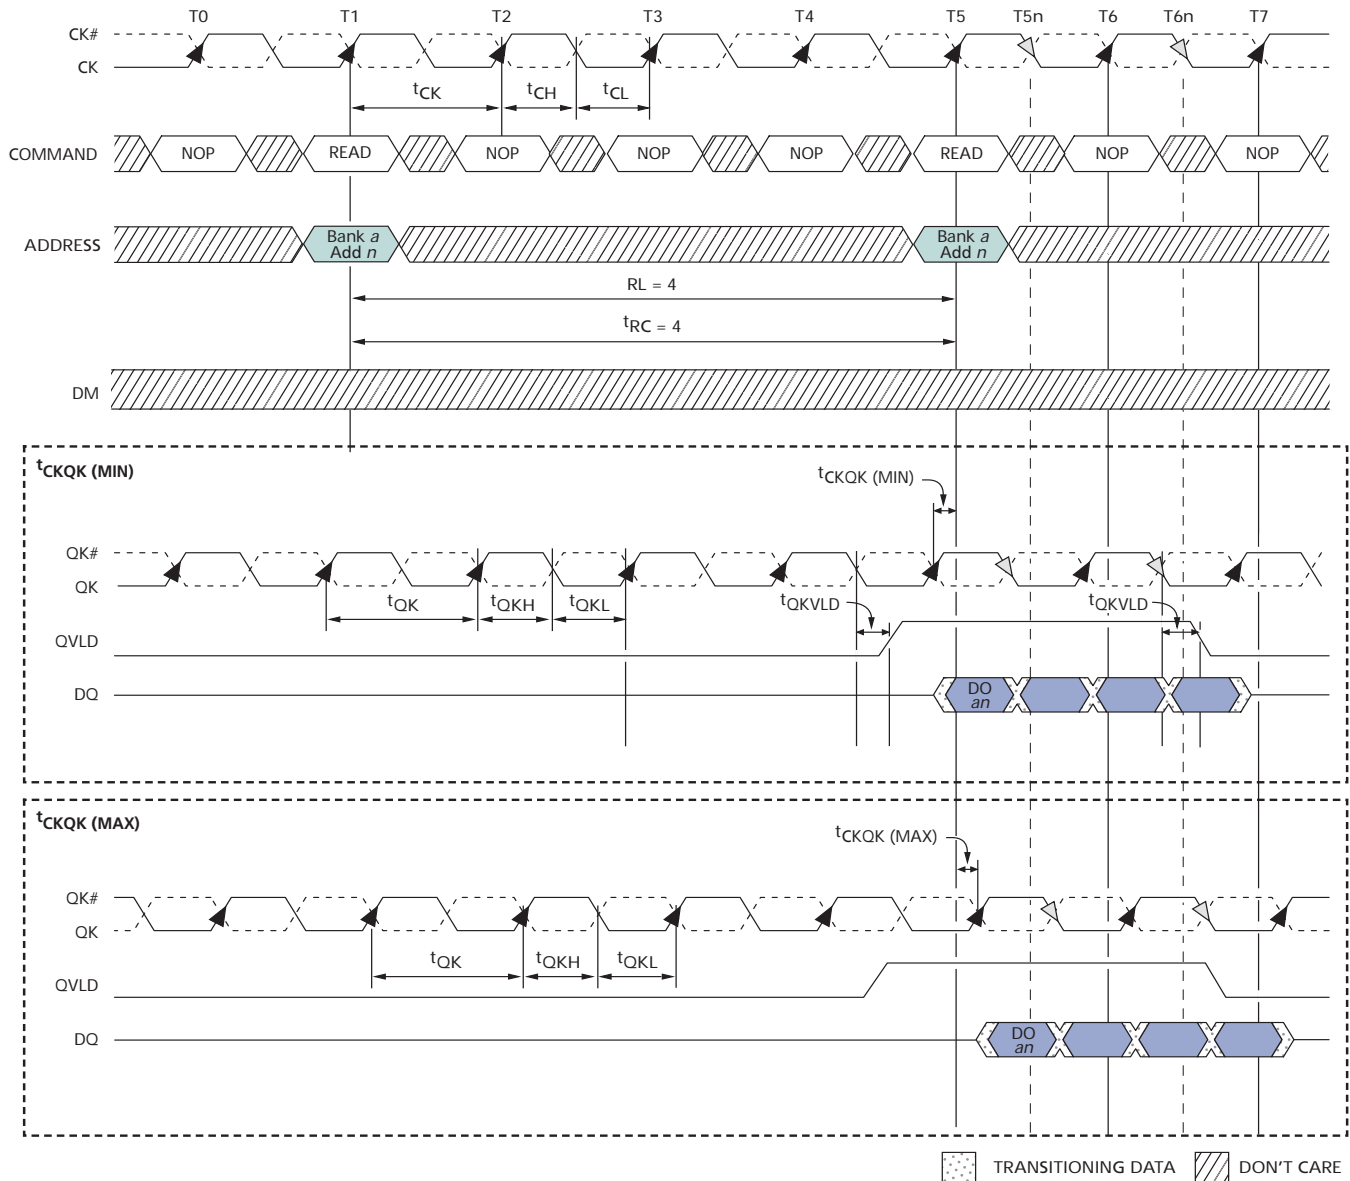 T0 T1 T2 T3 T4 T5 T5n T6 T6n T7
CK#
CK
tCK tCH tCL
COMMAND NOP READ NOP NOP NOP READ NOP NOP
ADDRESS Bank a Bank a
Add n Add n
RL = 4
tRC = 4
DM
tCKQK (MIN)
tCKQK (MIN)
QK#
QK
tQK tQKH tQKL tQKVLD tQKVLD
QVLD
DQ DO
an
tCKQK (MAX)
tCKQK (MAX)
QK#
QK
tQK tQKH tQKL
QVLD
DQ DO
an
TRANSITIONING DATA DON'T CARE